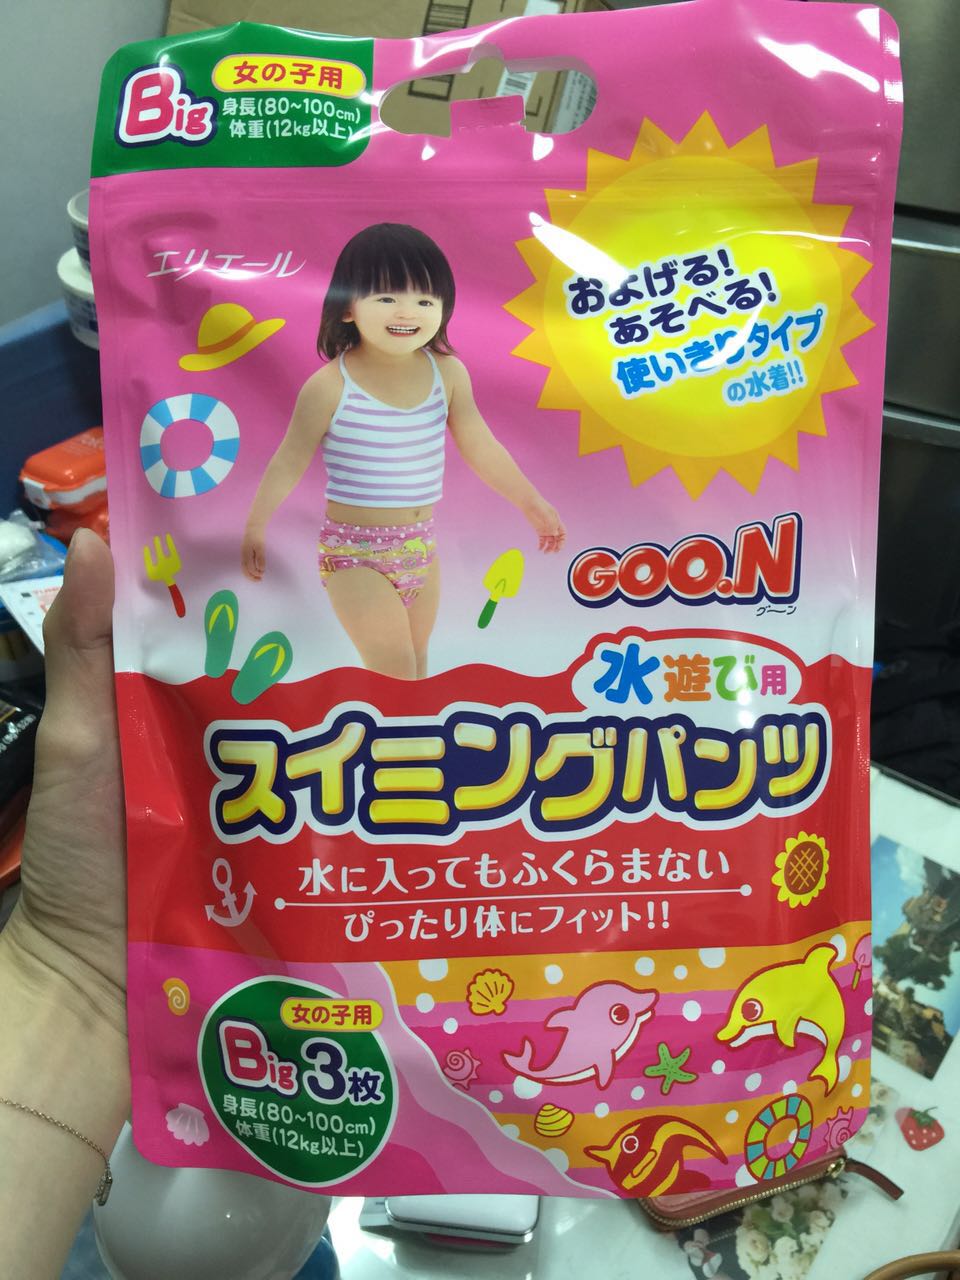 Big
女の子用
身長(80~100cm)
体重(12kg以上)
エリエール
およげる!
あそべる!
使いきりタイプ
の水着!!
GOO.N
グ〜ン
水遊び用
スイミングパンツ
水に入ってもふくらまない
ぴったり体にフィット!!
女の子用
Big 3枚
身長(80~100cm)
体重(12kg以上)